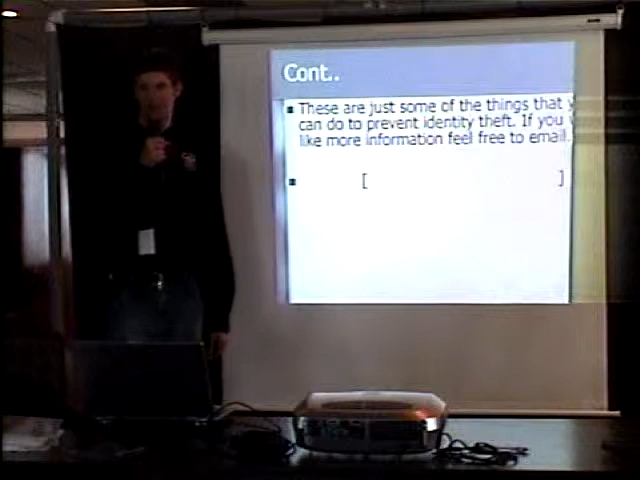 Cont..
These are just some of the things that y
can do to prevent identity theft. If you w
like more information feel free to email.
[ ]